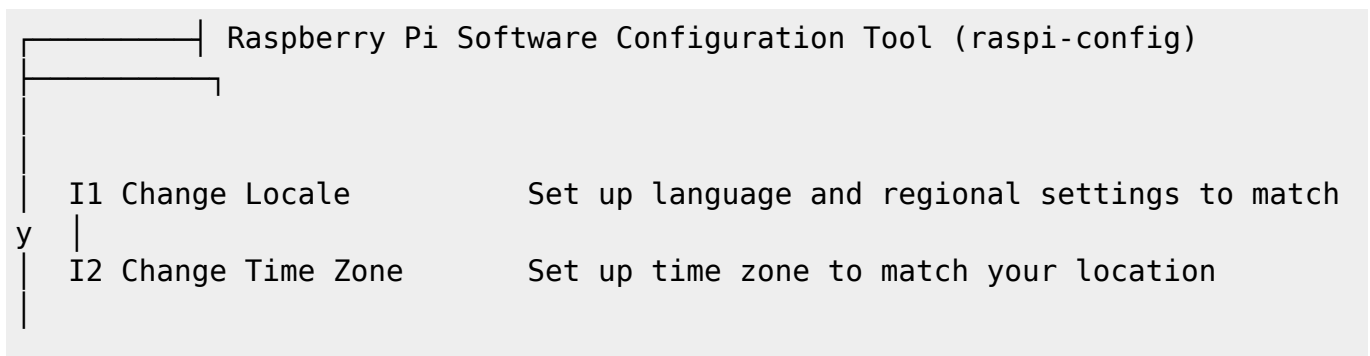 ┌─────────┤ Raspberry Pi Software Configuration Tool (raspi-config)
├──────────┐
│
│
│  I1 Change Locale          Set up language and regional settings to match
y  │
│  I2 Change Time Zone       Set up time zone to match your location
│